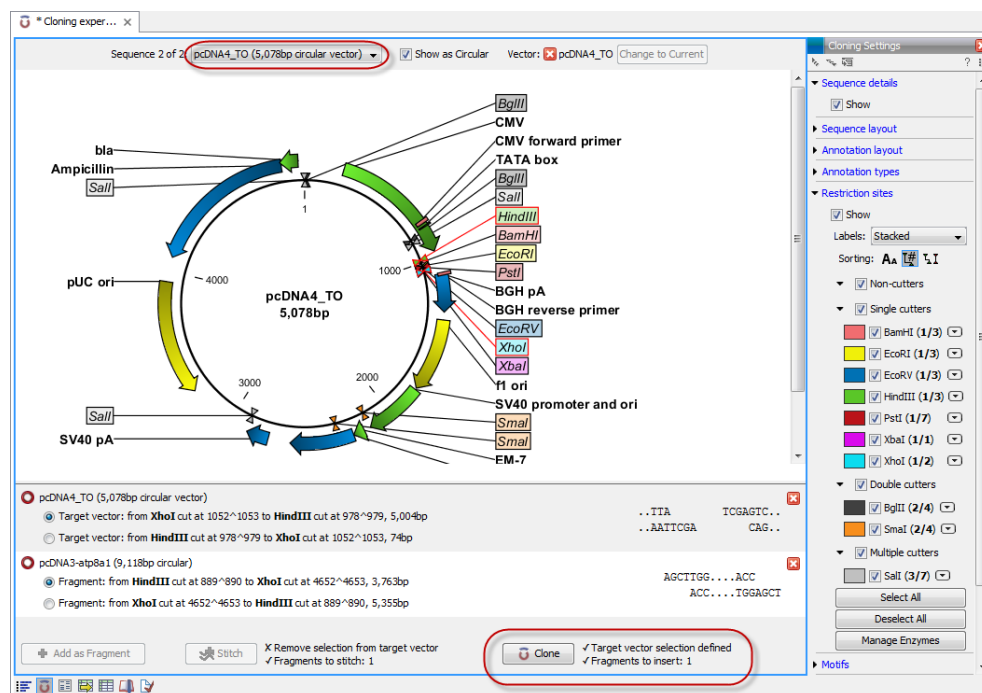 * Cloning exper... ×
Sequence 2 of 2: pcDNA4_TO (5,078bp circular vector) Show as Circular Vector: pcDNA4_TO Change to Current
BglII
CMV
CMV forward primer
TATA box
BglII
SalI
HindIII
BamHI
EcoRI
PstI
BGH pA
BGH reverse primer
EcoRV
XhoI
XbaI
f1 ori
SV40 promoter and ori
SmaI
SmaI
EM-7
bla
Ampicillin
SalI
pUC ori
SalI
SV40 pA
1
1000
2000
3000
4000
pcDNA4_TO
5,078bp
pcDNA4_TO (5,078bp circular vector)
Target vector: from XhoI cut at 1052^1053 to HindIII cut at 978^979, 5,004bp
..TTA TCGAGTC..
..AATTCGA CAG..
Target vector: from HindIII cut at 978^979 to XhoI cut at 1052^1053, 74bp
pcDNA3-atp8a1 (9,118bp circular)
Fragment: from HindIII cut at 889^890 to XhoI cut at 4652^4653, 3,763bp
AGCTTGG....ACC
ACC....TGGAGCT
Fragment: from XhoI cut at 4652^4653 to HindIII cut at 889^890, 5,355bp
Add as Fragment
Stitch
✗ Remove selection from target vector
✓ Fragments to stitch: 1
Clone
✓ Target vector selection defined
✓ Fragments to insert: 1
Cloning Settings
?
Sequence details
Show
Sequence layout
Annotation layout
Annotation types
Restriction sites
Show
Labels: Stacked
Sorting:
Non-cutters
Single cutters
BamHI (1/3)
EcoRI (1/3)
EcoRV (1/3)
HindIII (1/3)
PstI (1/7)
XbaI (1/1)
XhoI (1/2)
Double cutters
BglII (2/4)
SmaI (2/4)
Multiple cutters
SalI (3/7)
Select All
Deselect All
Manage Enzymes
Motifs